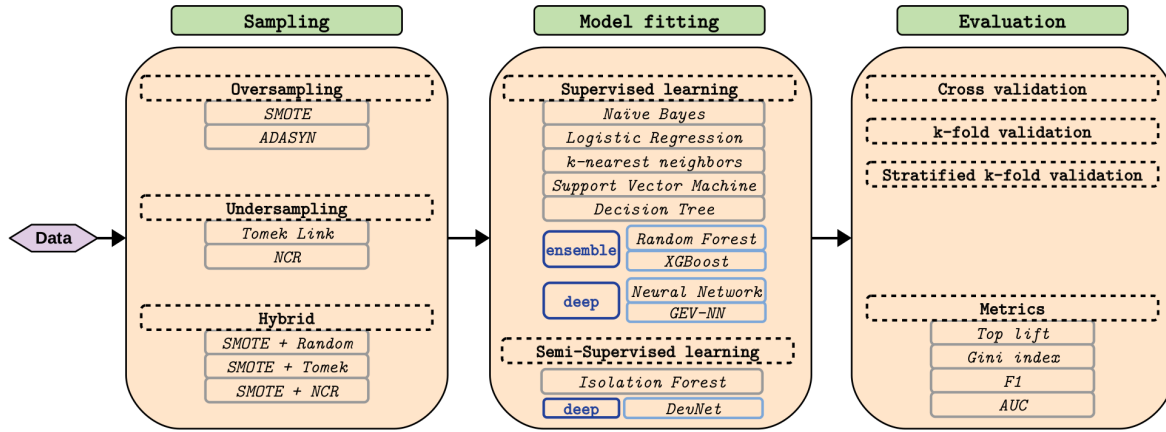 Sampling
Model fitting
Evaluation
Data
Oversampling
SMOTE
ADASYN
Undersampling
Tomek Link
NCR
Hybrid
SMOTE + Random
SMOTE + Tomek
SMOTE + NCR
Supervised learning
Naïve Bayes
Logistic Regression
k-nearest neighbors
Support Vector Machine
Decision Tree
ensemble
Random Forest
XGBoost
deep
Neural Network
GEV-NN
Semi-Supervised learning
Isolation Forest
deep
DevNet
Cross validation
k-fold validation
Stratified k-fold validation
Metrics
Top lift
Gini index
F1
AUC